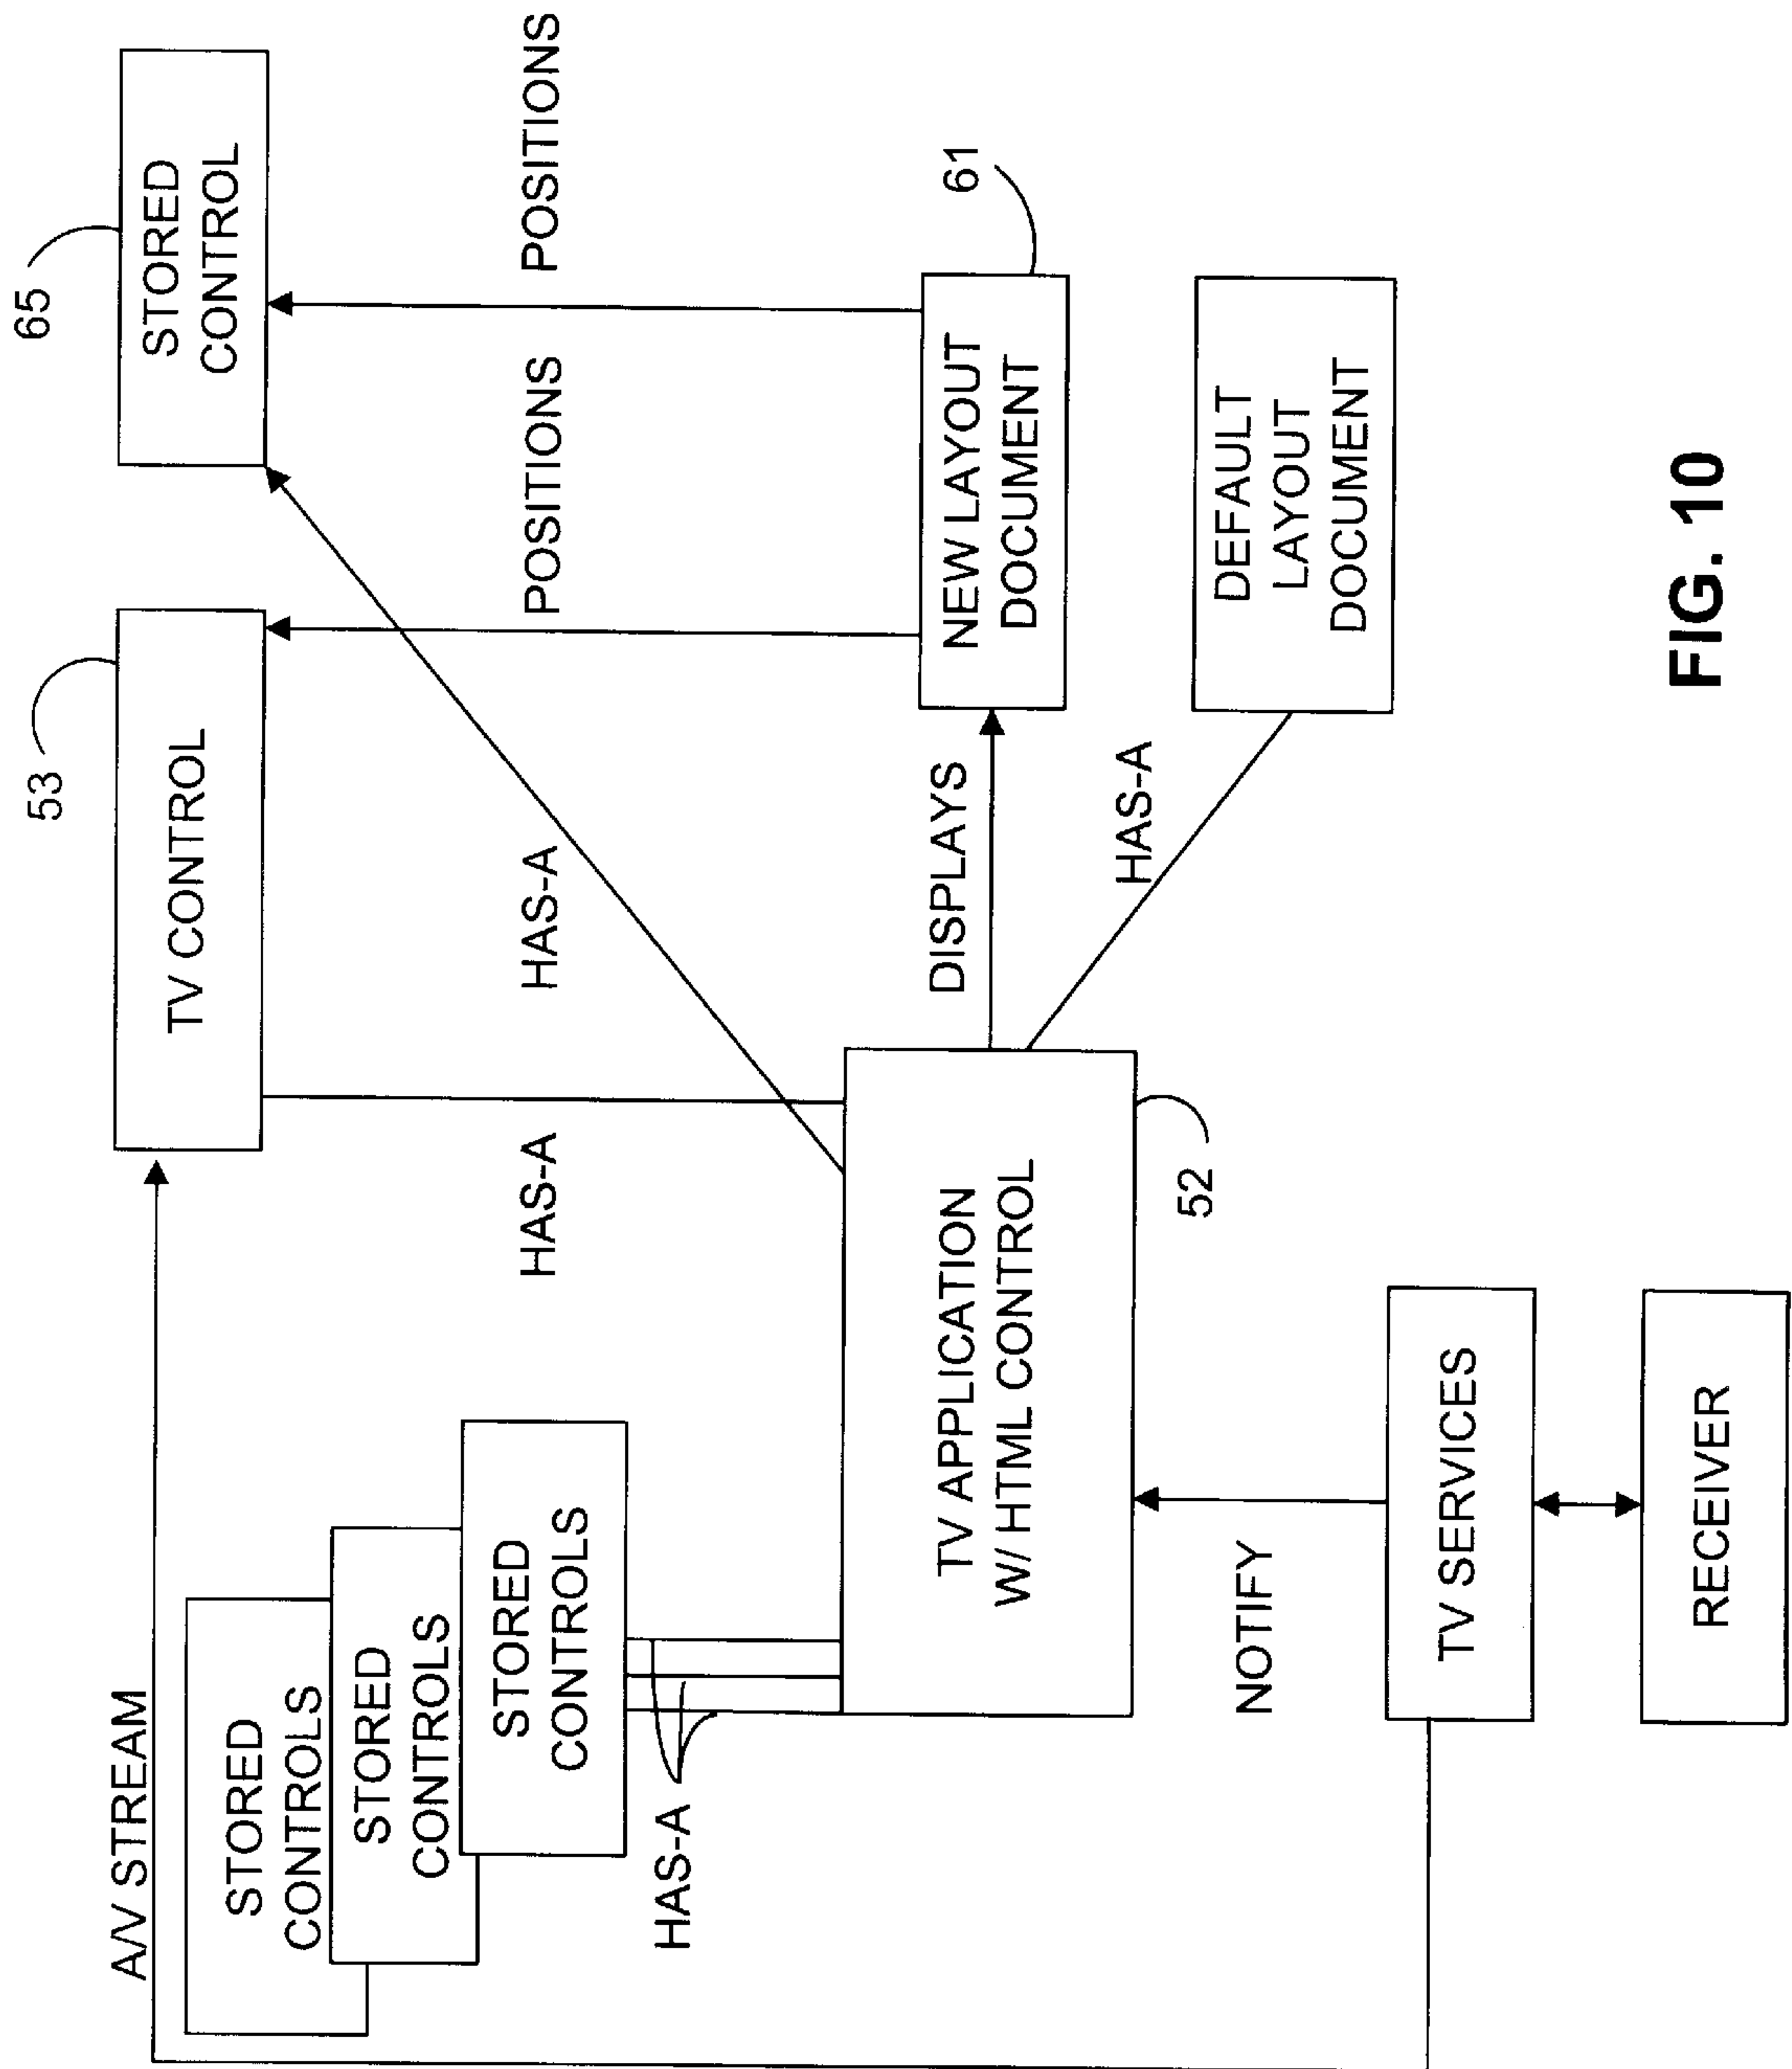 A/V STREAM
53
65
TV CONTROL
STORED
CONTROL
STORED
CONTROLS
STORED
CONTROLS
STORED
CONTROLS
HAS-A
HAS-A
HAS-A
POSITIONS
POSITIONS
TV APPLICATION
W/ HTML CONTROL
52
DISPLAYS
NEW LAYOUT
DOCUMENT
61
HAS-A
DEFAULT
LAYOUT
DOCUMENT
NOTIFY
TV SERVICES
RECEIVER
FIG. 10